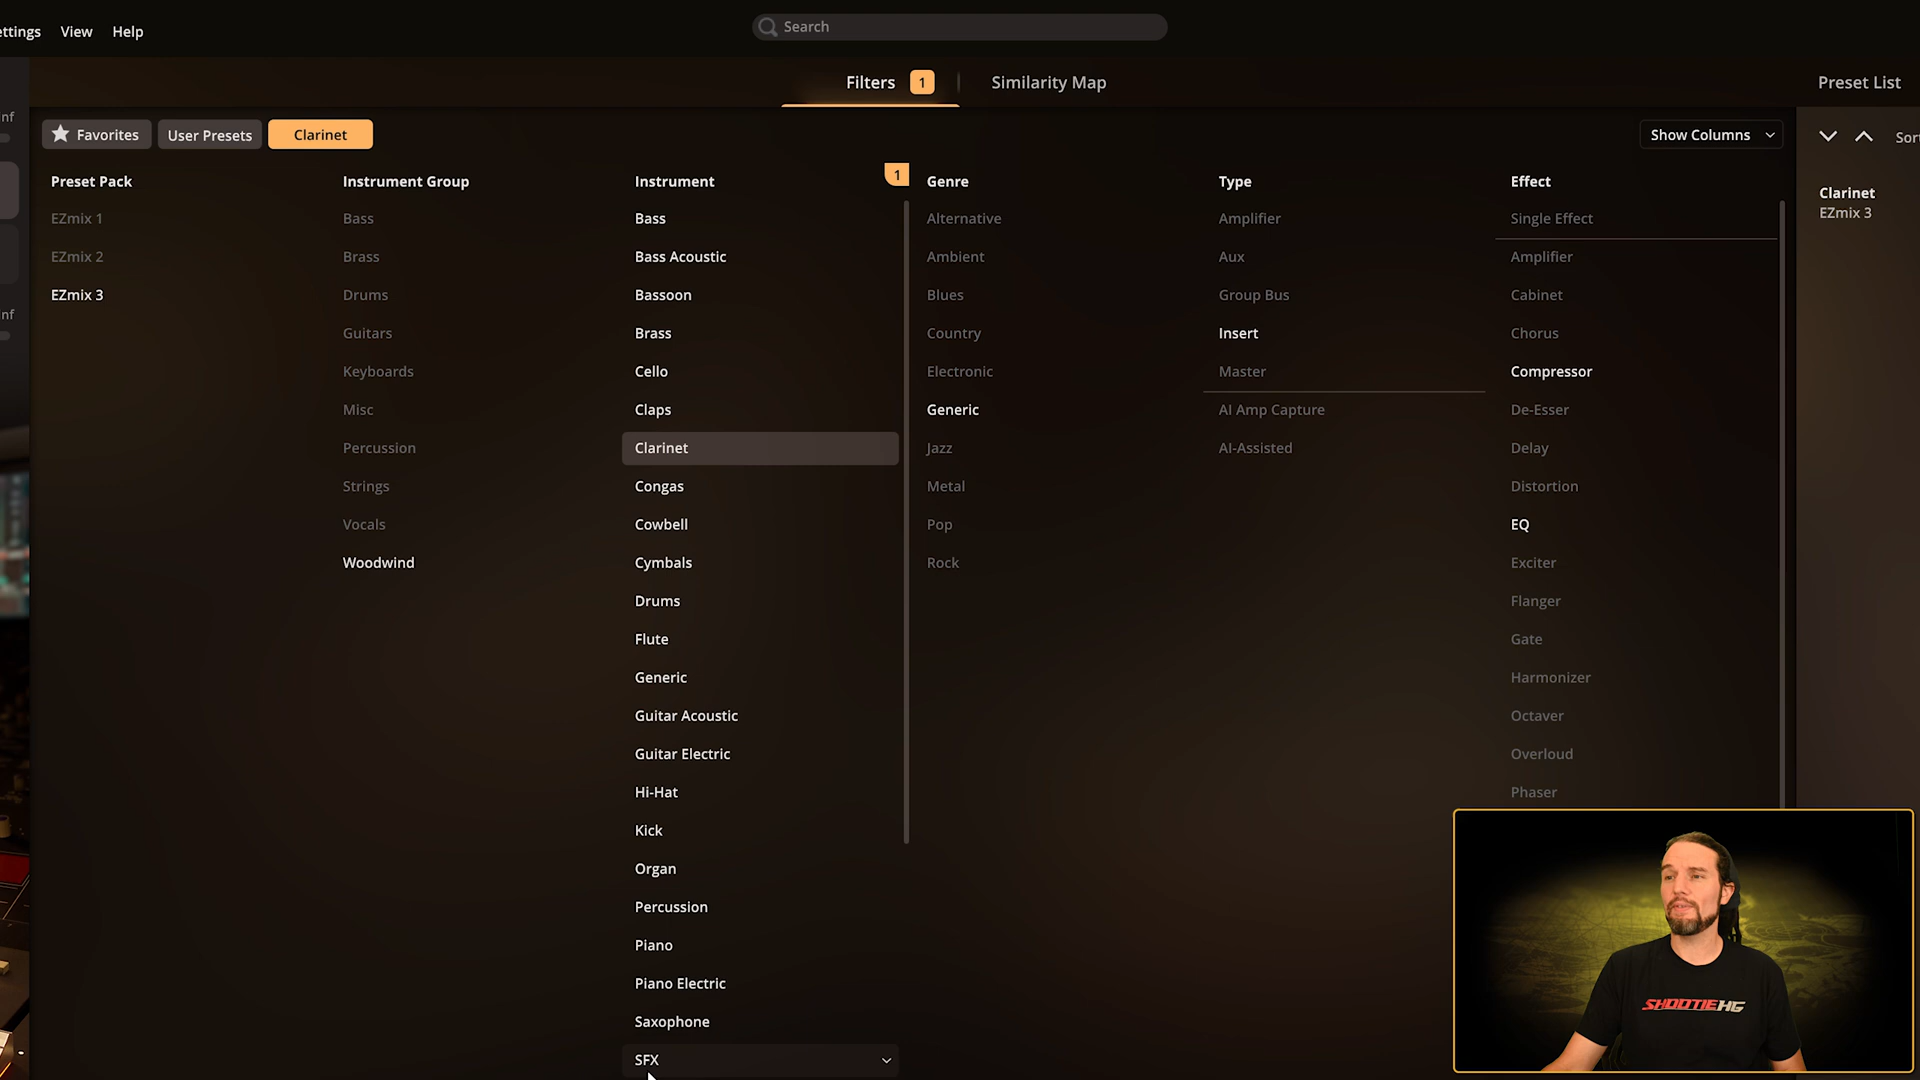 ettings View Help
Search
Filters 1
Similarity Map
Preset List
nf
Favorites
User Presets
Clarinet
Show Columns
Sor
Preset Pack
EZmix 1
EZmix 2
EZmix 3
nf
Instrument Group
Bass
Brass
Drums
Guitars
Keyboards
Misc
Percussion
Strings
Vocals
Woodwind
Instrument 1
Bass
Bass Acoustic
Bassoon
Brass
Cello
Claps
Clarinet
Congas
Cowbell
Cymbals
Drums
Flute
Generic
Guitar Acoustic
Guitar Electric
Hi-Hat
Kick
Organ
Percussion
Piano
Piano Electric
Saxophone
SFX
Genre
Alternative
Ambient
Blues
Country
Electronic
Generic
Jazz
Metal
Pop
Rock
Type
Amplifier
Aux
Group Bus
Insert
Master
AI Amp Capture
AI-Assisted
Effect
Single Effect
Amplifier
Cabinet
Chorus
Compressor
De-Esser
Delay
Distortion
EQ
Exciter
Flanger
Gate
Harmonizer
Octaver
Overloud
Phaser
Clarinet
EZmix 3
SHOOTIEHG